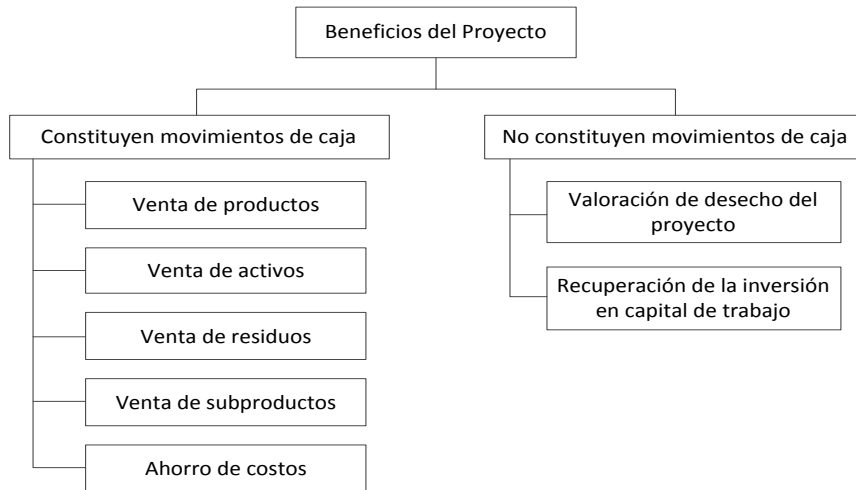 Beneficios del Proyecto
Constituyen movimientos de caja
No constituyen movimientos de caja
Venta de productos
Venta de activos
Venta de residuos
Venta de subproductos
Ahorro de costos
Valoración de desecho del
proyecto
Recuperación de la inversión
en capital de trabajo